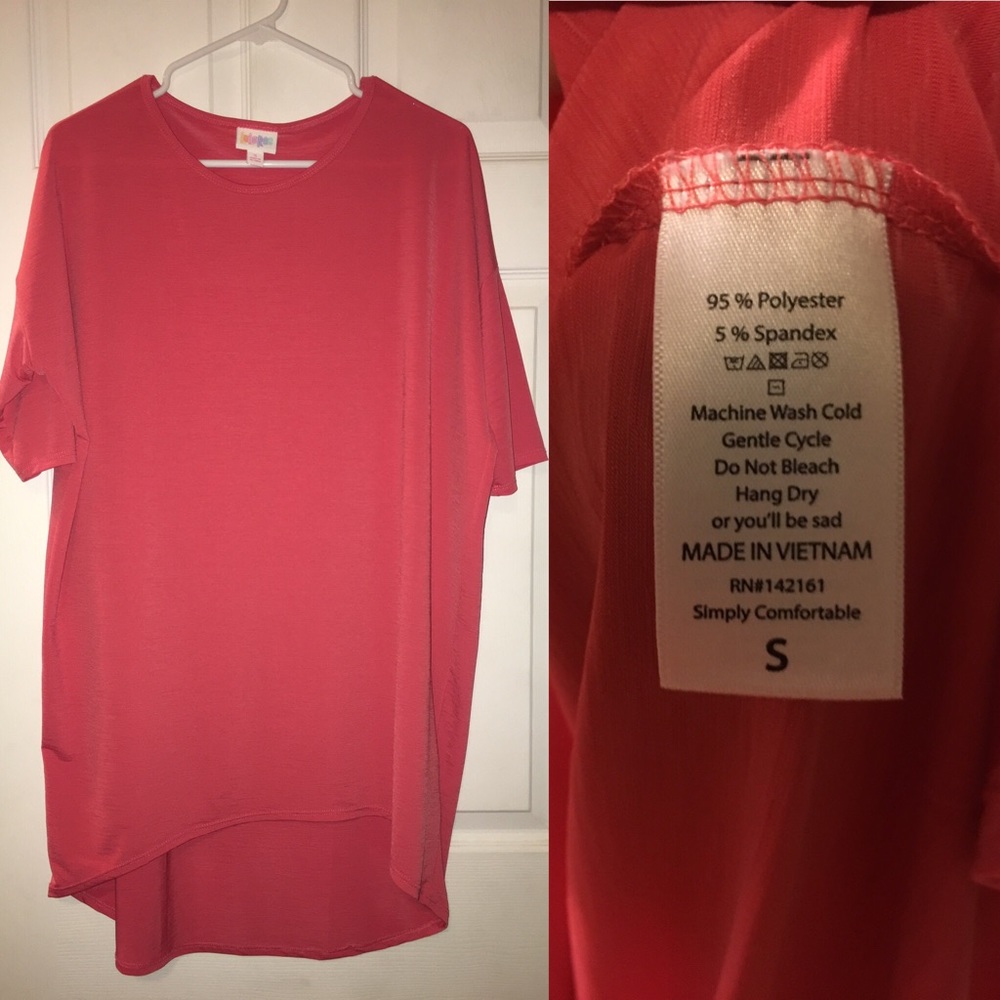 LuLaRoe
95 % Polyester
5 % Spandex
Machine Wash Cold
Gentle Cycle
Do Not Bleach
Hang Dry
or you'll be sad
MADE IN VIETNAM
RN#142161
Simply Comfortable
S